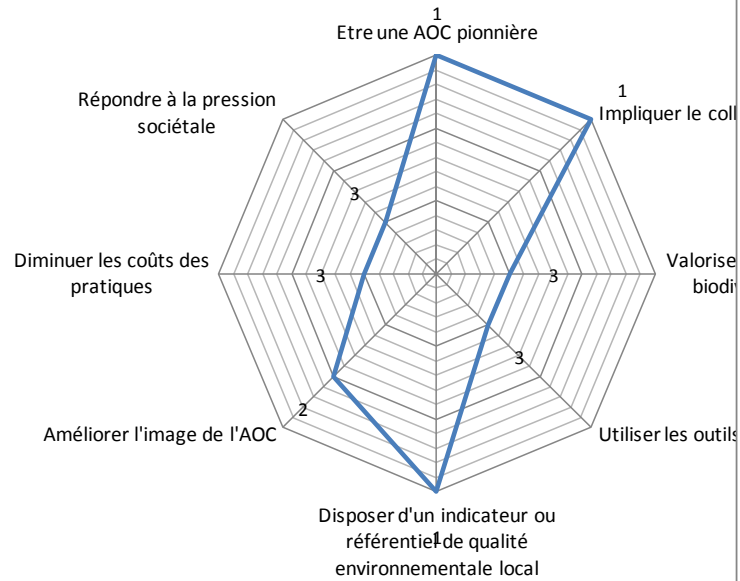 1
Etre une AOC pionnière
1
Impliquer le coll
Répondre à la pression
sociétale
3
Diminuer les coûts des
pratiques
3
3
Valorise
biodiv
3
2
Améliorer l'image de l'AOC
Utiliser les outils
Disposer d'un indicateur ou
1
référentiel de qualité
environnementale local